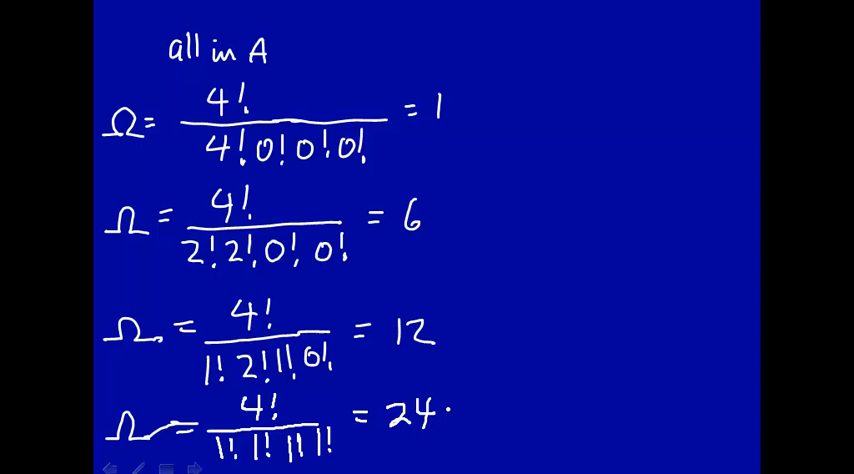 all in A
Ω = 4! / 4! 0! 0! 0! = 1
Ω = 4! / 2! 2! 0! 0! = 6
Ω = 4! / 1! 2! 1! 0! = 12
Ω = 4! / 1! 1! 1! 1! = 24